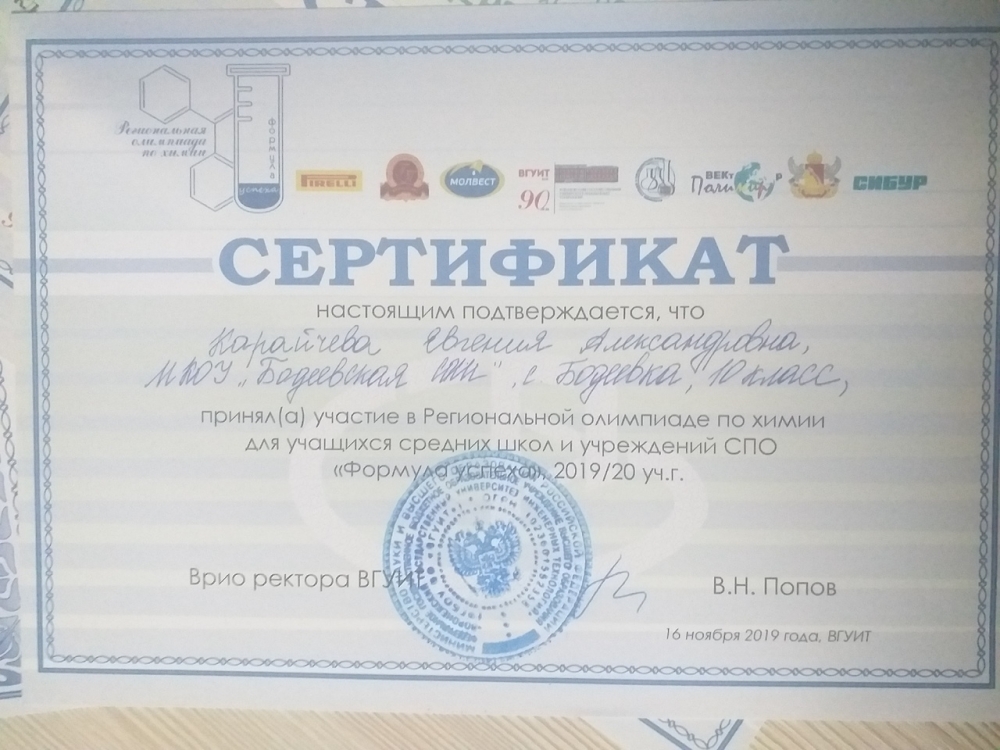 Региональная
олимпиада
по химии
формула
успеха
PIRELLI
МОЛВЕСТ
ВГУИТ
90
ВЕКТ р
Полиэфир
СИБУР
СЕРТИФИКАТ
настоящим подтверждается, что
Карайчева Евгения Александровна,
МКОУ „Бодеевская СШ", с Бодеевка, 10 класс,
принял(а) участие в Региональной олимпиаде по химии
для учащихся средних школ и учреждений СПО
«Формула успеха», 2019/20 уч.г.
Врио ректора ВГУИТ
В.Н. Попов
16 ноября 2019 года, ВГУИТ